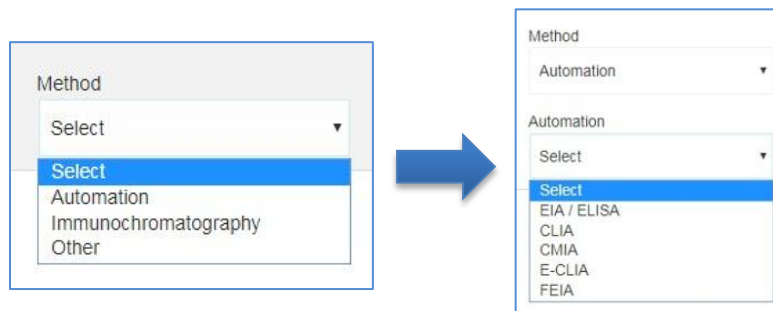 Method
Select
Select
Automation
Immunochromatography
Other
Method
Automation
Automation
Select
Select
EIA / ELISA
CLIA
CMIA
E-CLIA
FEIA